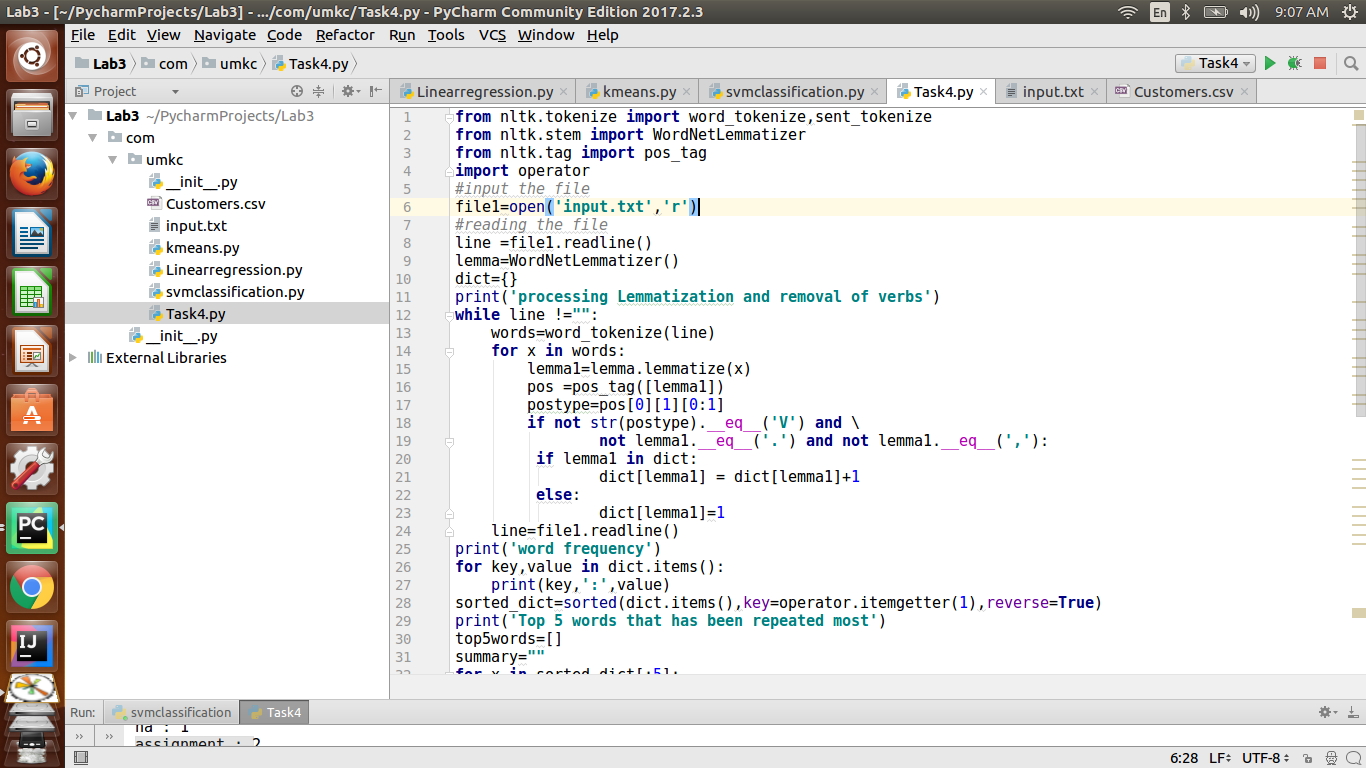 Lab3 - [~/PycharmProjects/Lab3] - .../com/umkc/Task4.py - PyCharm Community Edition 2017.2.3
En
9:07 AM
File Edit View Navigate Code Refactor Run Tools VCS Window Help
Lab3 com umkc Task4.py
Task4
Project
Linearregression.py kmeans.py svmclassification.py Task4.py input.txt Customers.csv
Lab3 ~/PycharmProjects/Lab3
com
umkc
__init__.py
Customers.csv
input.txt
kmeans.py
Linearregression.py
svmclassification.py
Task4.py
__init__.py
External Libraries
1 from nltk.tokenize import word_tokenize,sent_tokenize
2 from nltk.stem import WordNetLemmatizer
3 from nltk.tag import pos_tag
4 import operator
5 #input the file
6 file1=open('input.txt','r')
7 #reading the file
8 line =file1.readline()
9 lemma=WordNetLemmatizer()
10 dict={}
11 print('processing Lemmatization and removal of verbs')
12 while line !="":
13 words=word_tokenize(line)
14 for x in words:
15 lemma1=lemma.lemmatize(x)
16 pos =pos_tag([lemma1])
17 postype=pos[0][1][0:1]
18 if not str(postype).__eq__('V') and \
19 not lemma1.__eq__('.') and not lemma1.__eq__(','):
20 if lemma1 in dict:
21 dict[lemma1] = dict[lemma1]+1
22 else:
23 dict[lemma1]=1
24 line=file1.readline()
25 print('word frequency')
26 for key,value in dict.items():
27 print(key,':',value)
28 sorted_dict=sorted(dict.items(),key=operator.itemgetter(1),reverse=True)
29 print('Top 5 words that has been repeated most')
30 top5words=[]
31 summary=""
32 for x in sorted_dict[:5]:
Run: svmclassification Task4
na : 1
assignment : 2
6:28 LF UTF-8
PC
IJ